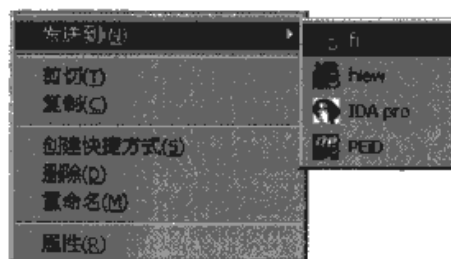 发送到(N)
剪切(T)
复制(C)
创建快捷方式(S)
删除(D)
重命名(M)
属性(R)
fi
hiew
IDA pro
PEiD